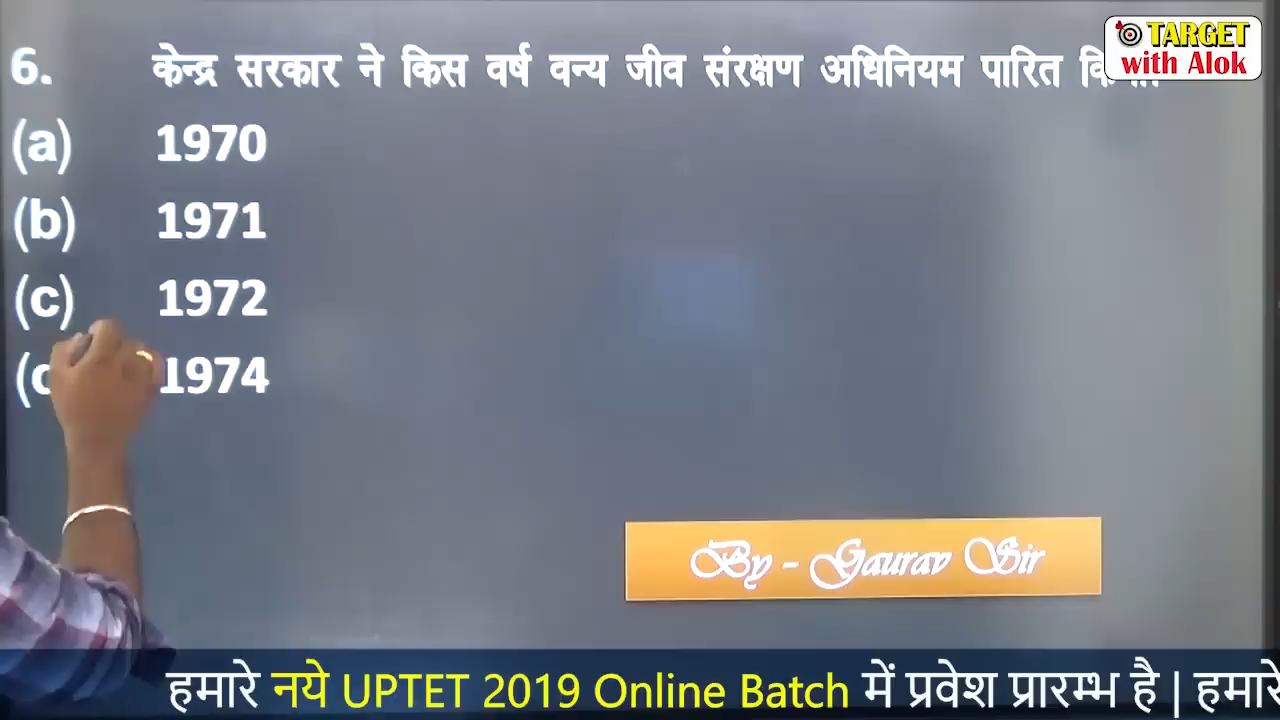 TARGET
with Alok
6. केन्द्र सरकार ने किस वर्ष वन्य जीव संरक्षण अधिनियम पारित
(a) 1970
(b) 1971
(c) 1972
1974
By - Gaurav Sir
हमारे नये UPTET 2019 Online Batch में प्रवेश प्रारम्भ है | हमारे